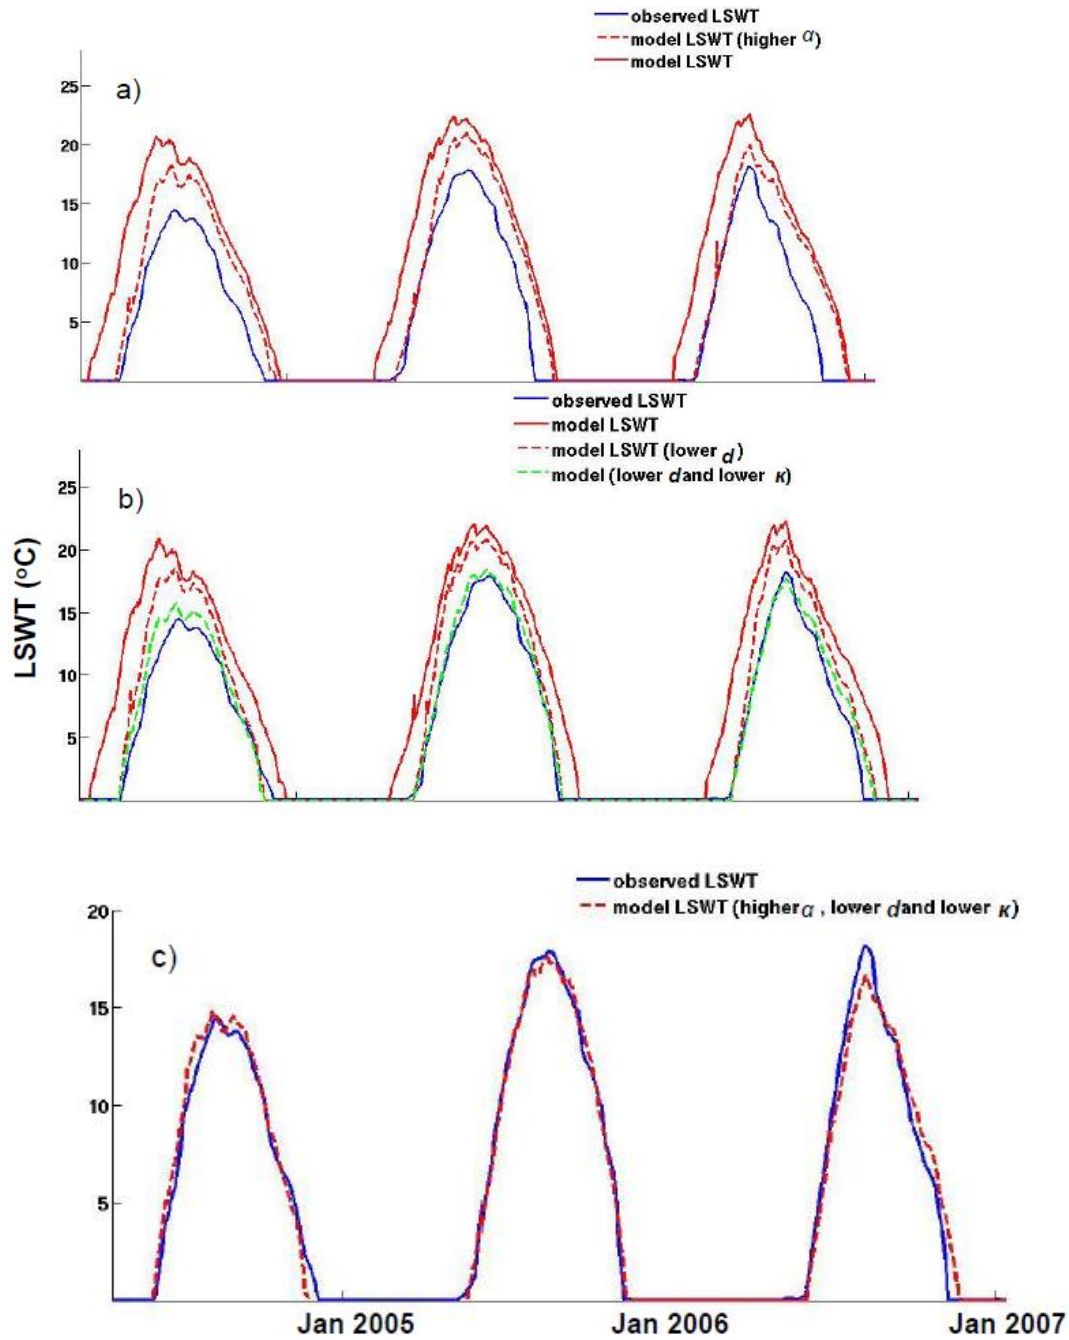 observed LSWT
model LSWT (higher α)
model LSWT
a)
25
20
15
10
5
observed LSWT
model LSWT
model LSWT (lower d)
model (lower dand lower κ)
b)
25
20
15
10
5
LSWT (°C)
observed LSWT
model LSWT (higher α , lower dand lower κ)
c)
20
15
10
5
Jan 2005
Jan 2006
Jan 2007